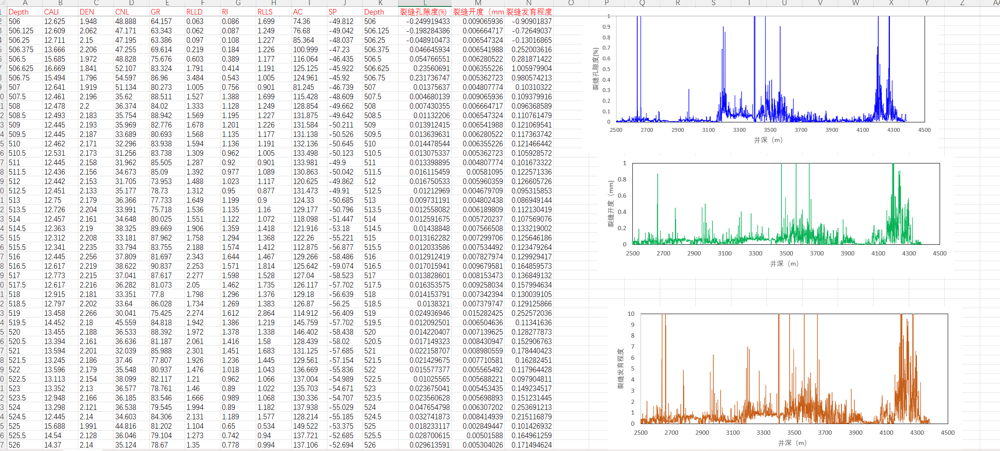 A B C D E F G H I J K L M N O P Q R S T U V W X Y Z AA
Depth CALI DEN CNL GR RLLD RI RLLS AC SP Depth 裂缝孔隙度(%) 裂缝开度（mm 裂缝发育程度
506 12.625 1.948 48.888 64.157 0.063 0.086 1.699 74.36 -49.812 506 -0.249919433 0.009065936 -0.90901837
506.125 12.609 2.062 47.171 63.343 0.062 0.087 1.249 76.68 -49.042 506.125 -0.198284386 0.006664717 -0.72649037
506.25 12.711 2.15 47.195 63.386 0.097 0.108 1.227 85.364 -48.037 506.25 -0.048910473 0.006547324 -0.13016865
506.375 13.666 2.206 47.255 69.614 0.219 0.184 1.226 100.999 -47.23 506.375 0.046645934 0.006541988 0.252003616
506.5 15.685 1.972 48.828 75.676 0.603 0.389 1.177 116.064 -46.435 506.5 0.054766551 0.006280522 0.281871422
506.625 16.669 1.841 52.107 83.324 1.791 0.414 1.191 125.125 -45.922 506.625 0.23560691 0.006355226 1.005979904
506.75 15.494 1.796 54.597 86.96 3.484 0.543 1.005 124.961 -45.92 506.75 0.231736747 0.005362723 0.980574213
507 12.641 1.919 51.134 80.273 1.005 0.756 0.901 81.245 -46.739 507 0.01375637 0.004807774 0.10310322
507.5 12.461 2.196 35.62 88.511 1.527 1.388 1.699 115.428 -48.609 507.5 0.004680139 0.009065936 0.109379916
508 12.478 2.2 36.374 84.02 1.333 1.128 1.249 128.854 -49.662 508 0.007430355 0.006664717 0.096368589
508.5 12.493 2.183 35.754 88.942 1.569 1.195 1.227 131.875 -49.642 508.5 0.01132206 0.006547324 0.110761479
509 12.445 2.193 35.969 82.776 1.678 1.201 1.226 131.584 -50.211 509 0.013912415 0.006541988 0.121069541
509.5 12.445 2.187 33.689 80.693 1.568 1.135 1.177 131.138 -50.526 509.5 0.013639631 0.006280522 0.117363742
510 12.462 2.171 32.296 83.938 1.594 1.136 1.191 132.136 -50.645 510 0.014478544 0.006355226 0.121466442
510.5 12.531 2.173 31.256 83.738 1.309 0.962 1.005 133.498 -50.123 510.5 0.013075337 0.005362723 0.105928572
511 12.445 2.158 31.962 85.505 1.287 0.92 0.901 133.981 -49.9 511 0.013398895 0.004807774 0.101673322
511.5 12.436 2.156 34.673 85.09 1.392 0.977 1.089 130.863 -50.042 511.5 0.016115459 0.00581095 0.122571336
512 12.442 2.153 31.705 73.953 1.488 1.023 1.117 120.625 -49.862 512 0.016750533 0.005960359 0.126605726
512.5 12.451 2.133 35.177 78.73 1.312 0.95 0.877 131.473 -49.91 512.5 0.01212969 0.004679709 0.095315853
513 12.75 2.179 36.366 77.733 1.649 1.199 0.9 124.33 -50.685 513 0.009731191 0.004802438 0.086949144
513.5 12.726 2.204 33.991 75.718 1.536 1.135 1.16 129.177 -50.796 513.5 0.012558082 0.006189809 0.112130419
514 12.457 2.161 34.648 80.025 1.551 1.122 1.072 118.098 -51.447 514 0.012591675 0.005720237 0.107569076
514.5 12.363 2.19 38.325 89.669 1.906 1.359 1.418 121.916 -53.18 514.5 0.01438848 0.007566508 0.133219002
515 12.312 2.208 33.181 87.962 1.758 1.294 1.368 122.26 -55.221 515 0.013162282 0.007299706 0.125646186
515.5 12.341 2.235 33.794 83.755 2.188 1.574 1.412 112.875 -56.877 515.5 0.012033586 0.007534492 0.123479264
516 12.445 2.256 37.809 81.697 2.343 1.644 1.467 129.266 -58.486 516 0.012912419 0.007827974 0.129929417
516.5 12.617 2.219 38.622 90.837 2.253 1.571 1.814 125.642 -59.074 516.5 0.017015941 0.009679581 0.164859573
517 12.773 2.215 37.041 87.617 2.277 1.598 1.528 127.04 -58.523 517 0.013828601 0.008153473 0.136849132
517.5 12.617 2.216 36.282 81.073 2.05 1.462 1.735 126.117 -57.702 517.5 0.016353575 0.009258034 0.157994634
518 12.915 2.181 33.351 77.8 1.798 1.296 1.376 129.18 -56.639 518 0.014153791 0.007342394 0.130039105
518.5 12.797 2.202 33.64 86.028 1.734 1.269 1.383 126.87 -56.25 518.5 0.0138321 0.007379747 0.129125866
519 13.458 2.266 30.041 75.425 2.274 1.612 2.864 114.912 -56.409 519 0.024936946 0.015282425 0.252572036
519.5 14.452 2.18 45.559 84.818 1.942 1.386 1.219 145.759 -57.702 519.5 0.012092501 0.006504636 0.11341636
520 13.455 2.188 36.533 88.392 1.972 1.378 1.338 146.402 -58.438 520 0.014220407 0.007139625 0.128277873
520.5 13.394 2.161 36.636 81.187 2.061 1.416 1.58 128.439 -58.02 520.5 0.017149323 0.008430947 0.152906763
521 13.594 2.201 32.039 85.988 2.301 1.451 1.683 131.125 -57.685 521 0.022158707 0.008980559 0.178440423
521.5 13.245 2.186 37.46 77.807 1.926 1.236 1.445 129.561 -57.154 521.5 0.021429675 0.007710581 0.16282451
522 13.596 2.179 35.548 80.937 1.476 1.018 1.043 136.669 -55.836 522 0.015577377 0.005565492 0.117964428
522.5 13.113 2.154 38.099 82.117 1.21 0.962 1.066 137.004 -54.989 522.5 0.01025565 0.005688221 0.097904811
523 13.352 2.13 36.577 78.761 1.46 0.89 1.022 135.703 -54.671 523 0.023675041 0.005453435 0.149234517
523.5 12.948 2.166 36.185 83.546 1.666 0.989 1.068 130.336 -54.707 523.5 0.023560628 0.005698893 0.151231445
524 13.298 2.121 36.538 79.545 1.994 0.89 1.182 137.938 -55.029 524 0.047654798 0.006307202 0.253691213
524.5 12.445 2.14 34.603 84.306 2.131 1.189 1.577 128.214 -55.185 524.5 0.032741873 0.008414939 0.215116879
525 15.688 1.991 44.816 81.202 1.104 0.65 0.534 149.522 -53.375 525 0.018233117 0.002849447 0.101426932
525.5 14.54 2.128 36.046 79.104 1.273 0.742 0.94 137.721 -52.685 525.5 0.028700615 0.00501588 0.164961259
526 14.37 2.14 35.124 78.67 1.35 0.778 0.994 137.106 -52.694 526 0.029613591 0.005304026 0.171494624
裂缝孔隙度(%)
1
0.9
0.8
0.7
0.6
0.5
0.4
0.3
0.2
0.1
0
2500 2700 2900 3100 3300 3500 3700 3900 4100 4300 4500
井深（m）
裂缝开度（mm）
1
0.8
0.6
0.4
0.2
0
2500 2700 2900 3100 3300 3500 3700 3900 4100 4300 4500
井深（m）
裂缝发育程度
10
9
8
7
6
5
4
3
2
1
0
2500 2700 2900 3100 3300 3500 3700 3900 4100 4300 4500
井深（m）